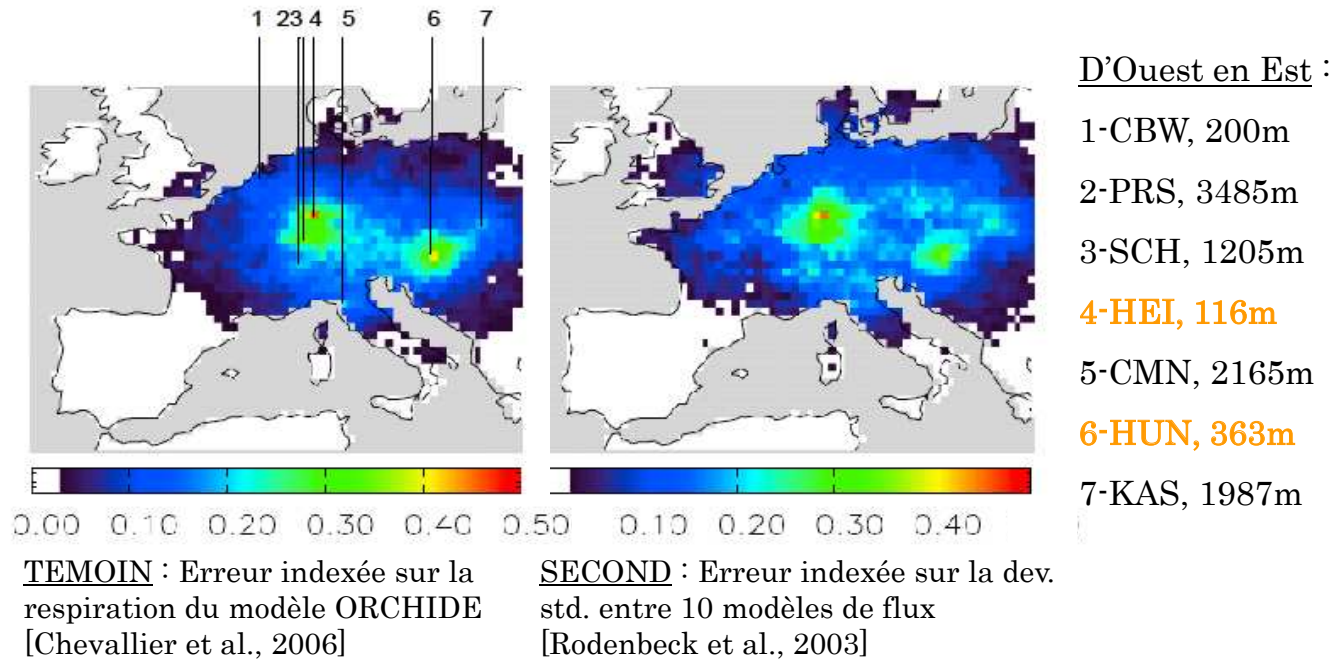 1 2 3 4 5 6 7
D'Ouest en Est :
1-CBW, 200m
2-PRS, 3485m
3-SCH, 1205m
4-HEI, 116m
5-CMN, 2165m
6-HUN, 363m
7-KAS, 1987m
0.00 0.10 0.20 0.30 0.40 0.50 0.10 0.20 0.30 0.40
TEMOIN : Erreur indexée sur la
respiration du modèle ORCHIDE
[Chevallier et al., 2006]
SECOND : Erreur indexée sur la dev.
std. entre 10 modèles de flux
[Rodenbeck et al., 2003]